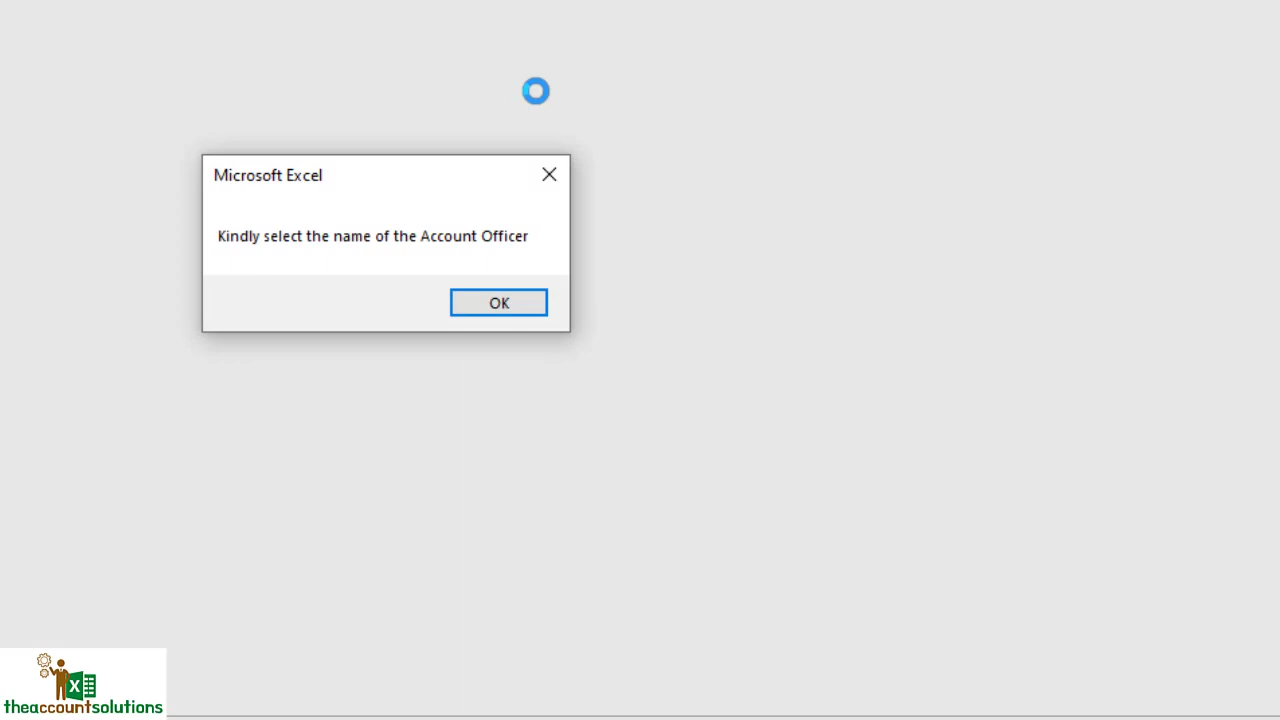 Microsoft Excel
Kindly select the name of the Account Officer
OK
X
theaccountsolutions